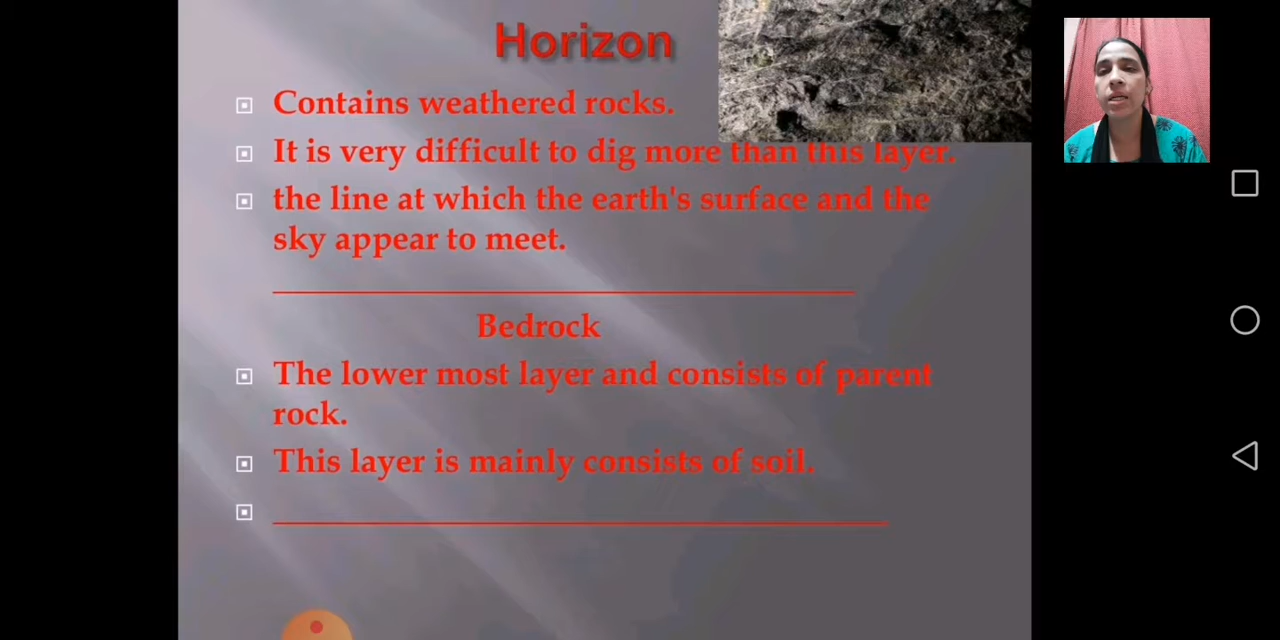 Horizon
Contains weathered rocks.
It is very difficult to dig more than this layer.
the line at which the earth's surface and the
sky appear to meet.
Bedrock
The lower most layer and consists of parent
rock.
This layer is mainly consists of soil.